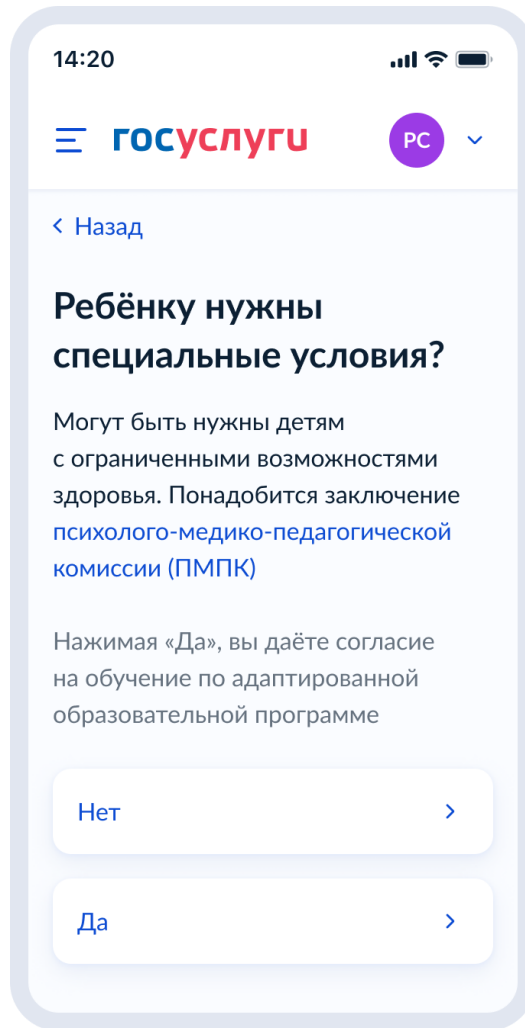 14:20
госуслуги
РС
Назад
Ребёнку нужны
специальные условия?
Могут быть нужны детям
с ограниченными возможностями
здоровья. Понадобится заключение
психолого-медико-педагогической
комиссии (ПМПК)
Нажимая «Да», вы даёте согласие
на обучение по адаптированной
образовательной программе
Нет
Да